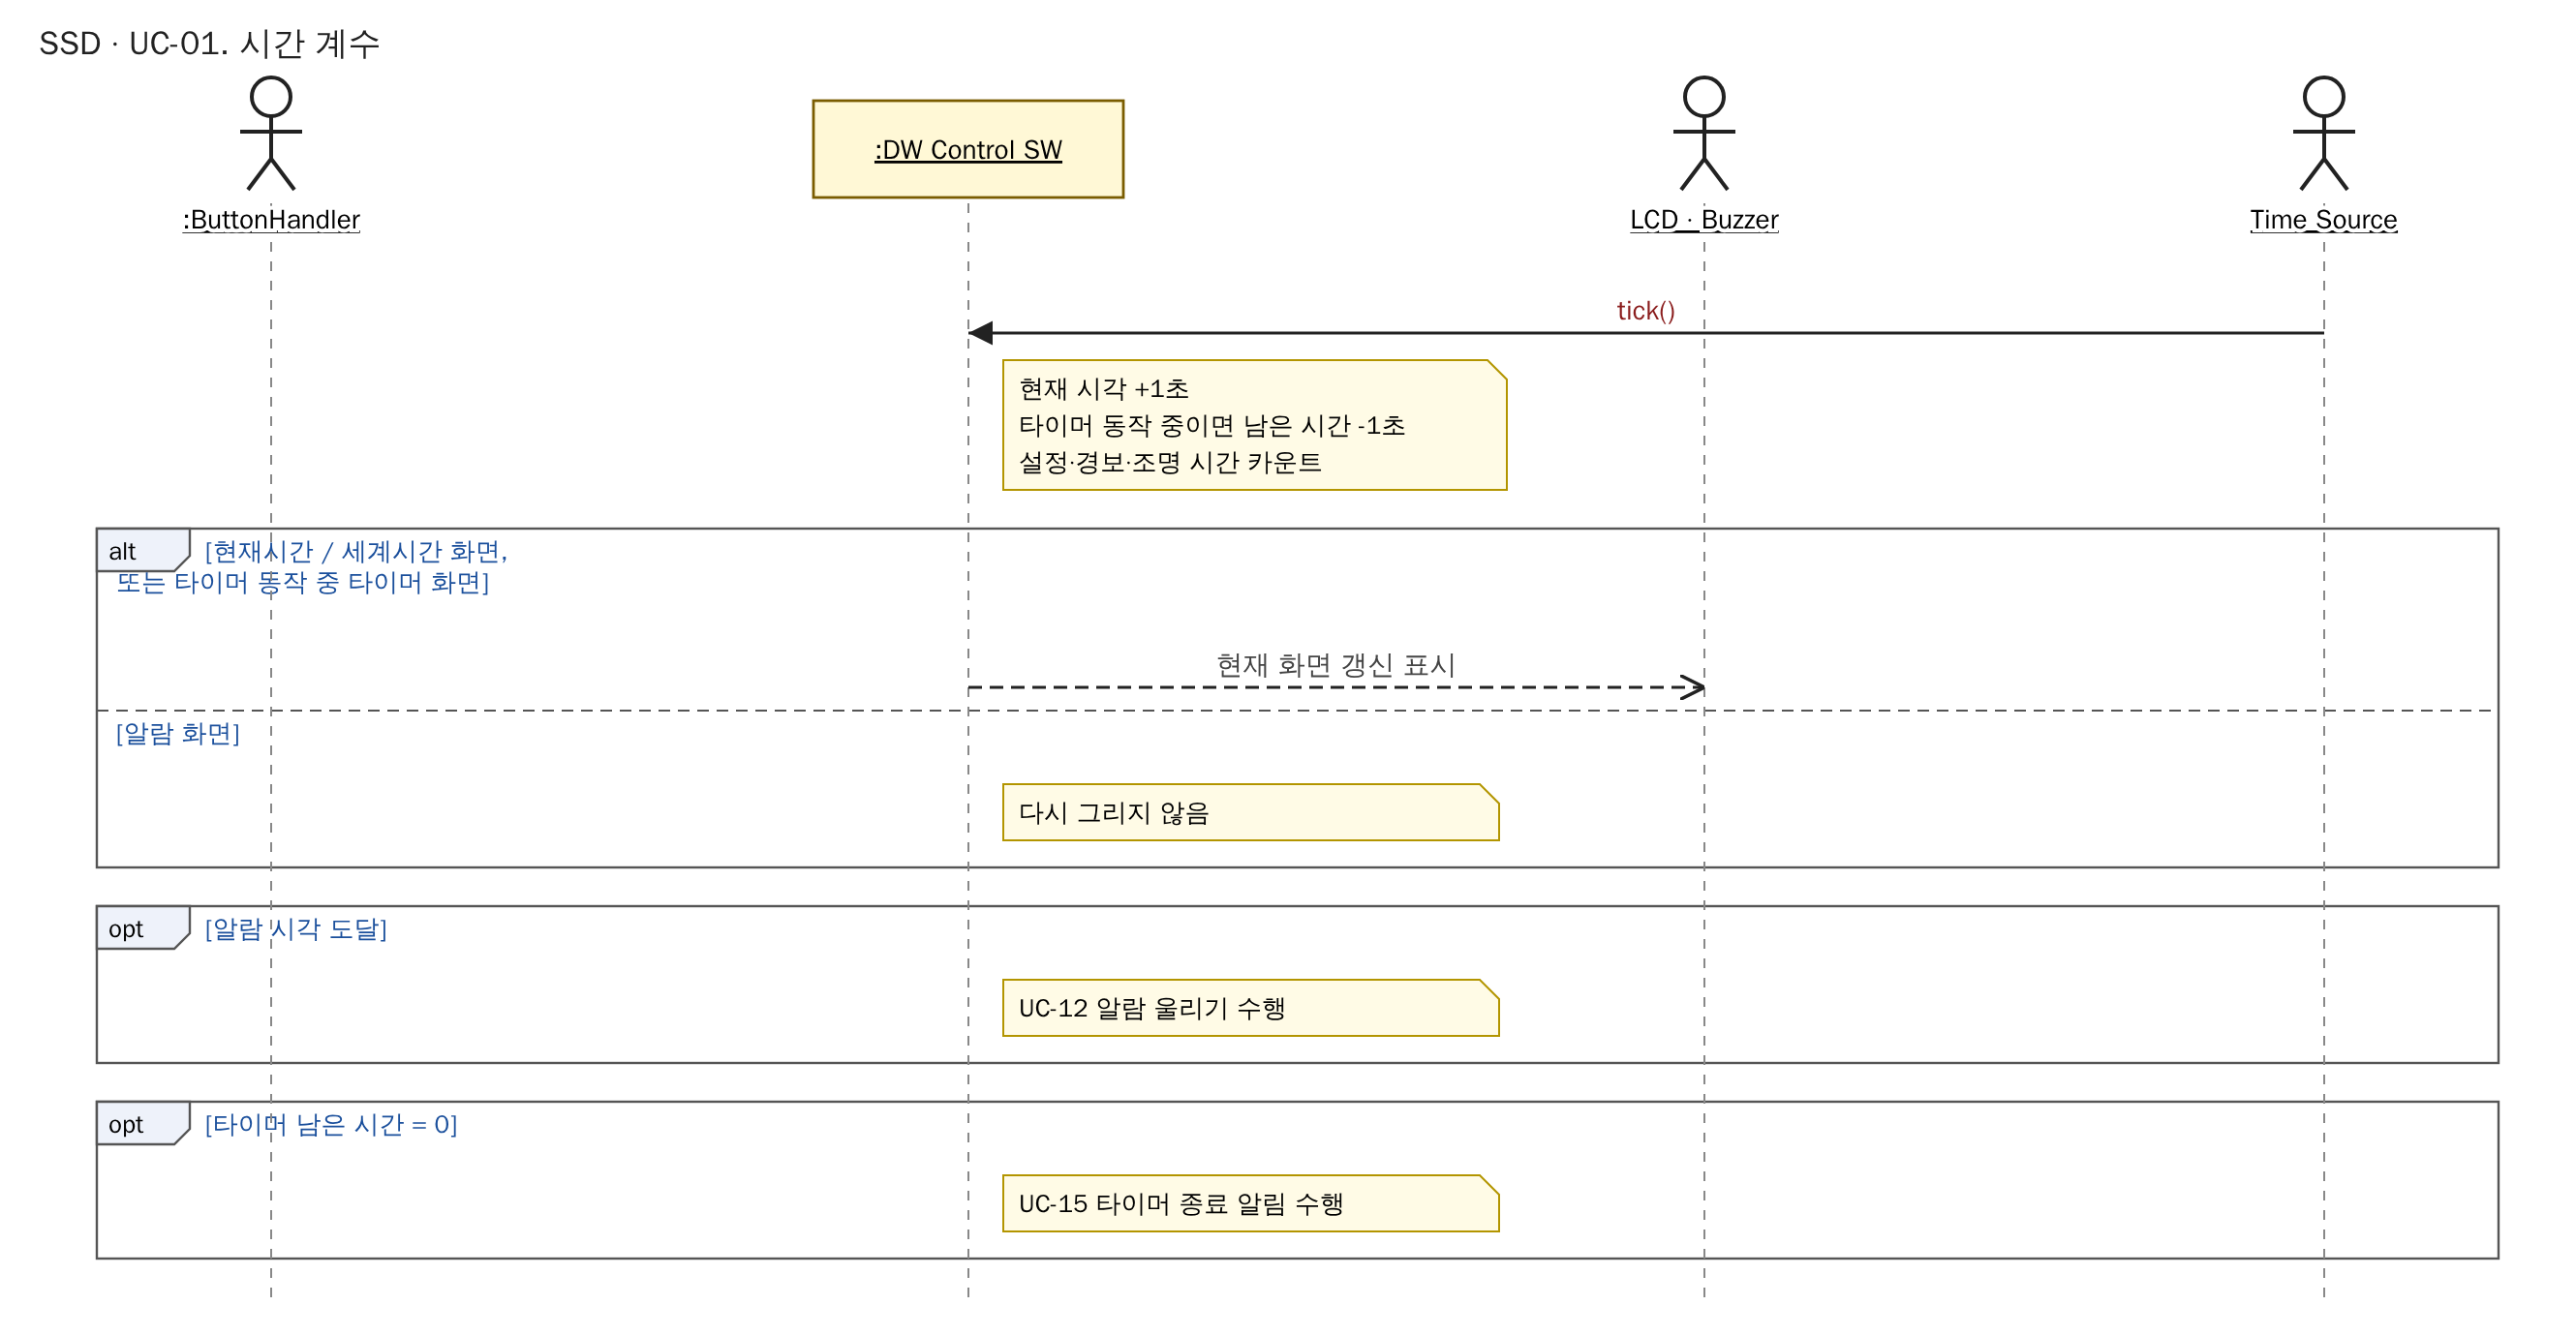 SSD · UC-01. 시간 계수
:ButtonHandler
:DW Control SW
LCD · Buzzer
Time Source
tick()
현재 시각 +1초
타이머 동작 중이면 남은 시간 -1초
설정·경보·조명 시간 카운트
alt
[현재시간 / 세계시간 화면,
또는 타이머 동작 중 타이머 화면]
현재 화면 갱신 표시
[알람 화면]
다시 그리지 않음
opt
[알람 시각 도달]
UC-12 알람 울리기 수행
opt
[타이머 남은 시간 = 0]
UC-15 타이머 종료 알림 수행